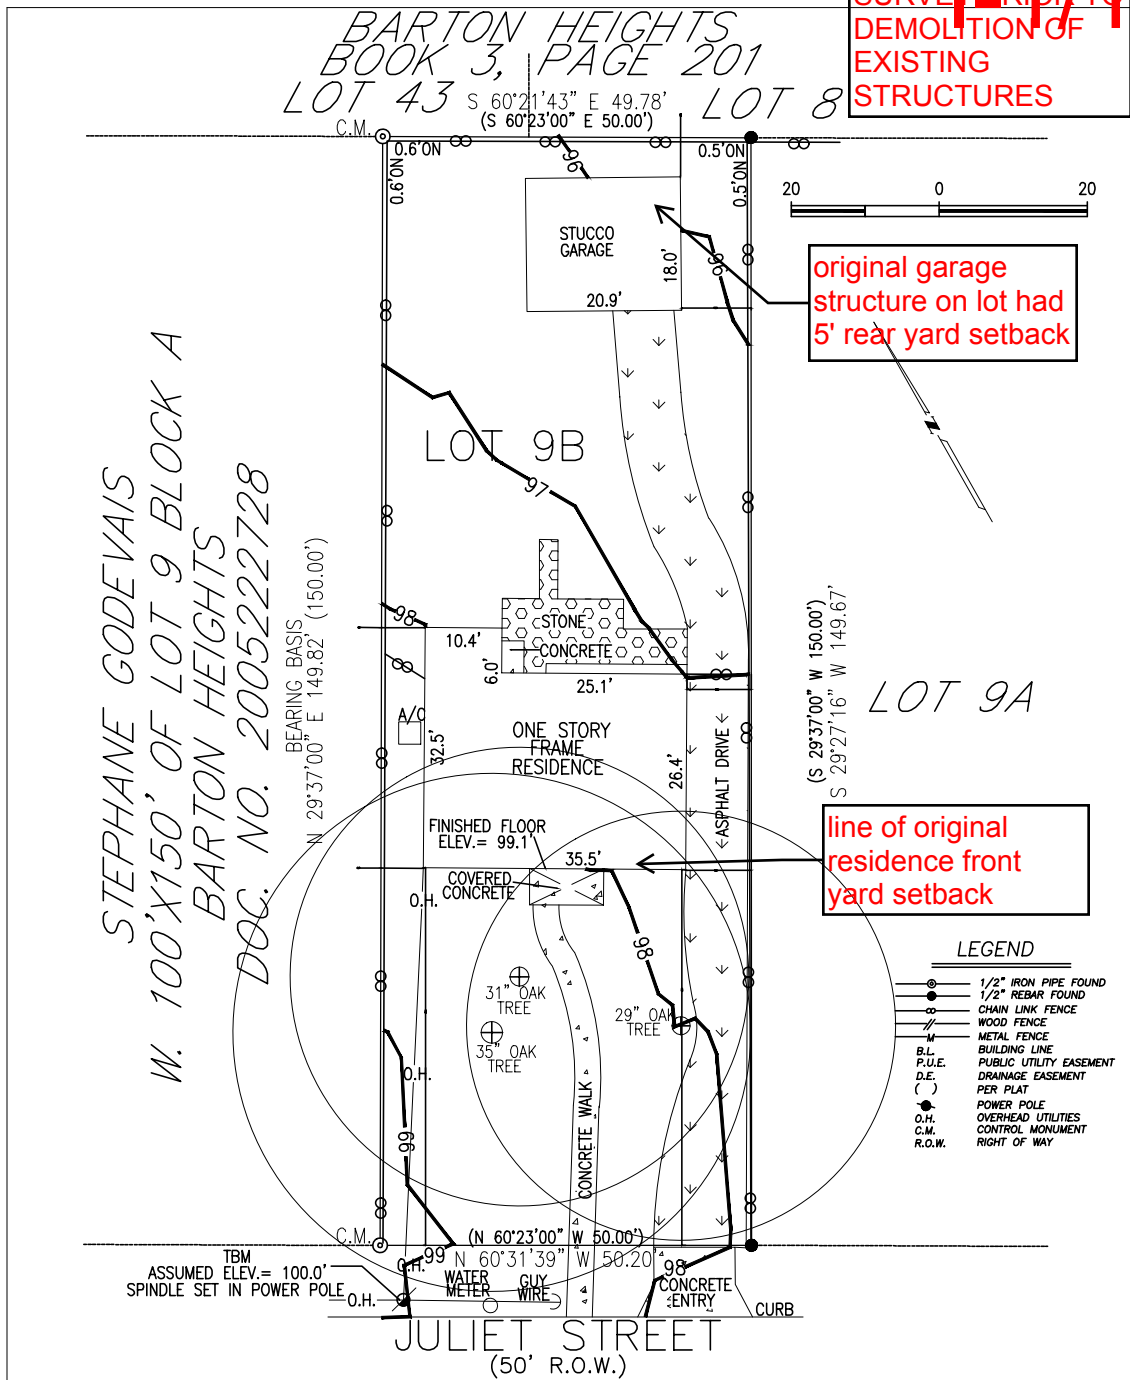 DEMOLITION OF
EXISTING
STRUCTURES
BARTON HEIGHTS
BOOK 3, PAGE 201
LOT 43
S 60°21'43" E 49.78'
(S 60°23'00" E 50.00')
LOT 8
C.M.
0.6'ON
0.6'ON
0.5'ON
0.5'ON
96
20 0 20
STUCCO
GARAGE
18.0'
20.9'
96
original garage
structure on lot had
5' rear yard setback
N
LOT 9B
97
STEPHANE GODEVAIS
W. 100'X150' OF LOT 9 BLOCK A
BARTON HEIGHTS
DOC. NO. 2005222728
BEARING BASIS
N 29°37'00" E 149.82' (150.00')
98
10.4'
STONE
CONCRETE
6.0'
25.1'
(S 29°37'00" W 150.00')
S 29°27'16" W 149.67'
LOT 9A
A/C
32.5'
ONE STORY
FRAME
RESIDENCE
26.4'
ASPHALT DRIVE
FINISHED FLOOR
ELEV.= 99.1'
35.5'
COVERED
CONCRETE
O.H.
98
line of original
residence front
yard setback
31" OAK
TREE
35" OAK
TREE
29" OAK
TREE
O.H.
99
CONCRETE WALK
LEGEND
1/2" IRON PIPE FOUND
1/2" REBAR FOUND
CHAIN LINK FENCE
WOOD FENCE
M METAL FENCE
B.L. BUILDING LINE
P.U.E. PUBLIC UTILITY EASEMENT
D.E. DRAINAGE EASEMENT
( ) PER PLAT
POWER POLE
O.H. OVERHEAD UTILITIES
C.M. CONTROL MONUMENT
R.O.W. RIGHT OF WAY
C.M.
(N 60°23'00" W 50.00')
N 60°31'39" W 50.20'
99
O.H.
98
TBM
ASSUMED ELEV.= 100.0'
SPINDLE SET IN POWER POLE
O.H.
WATER
METER
GUY
WIRE
CONCRETE
ENTRY
CURB
JULIET STREET
(50' R.O.W.)